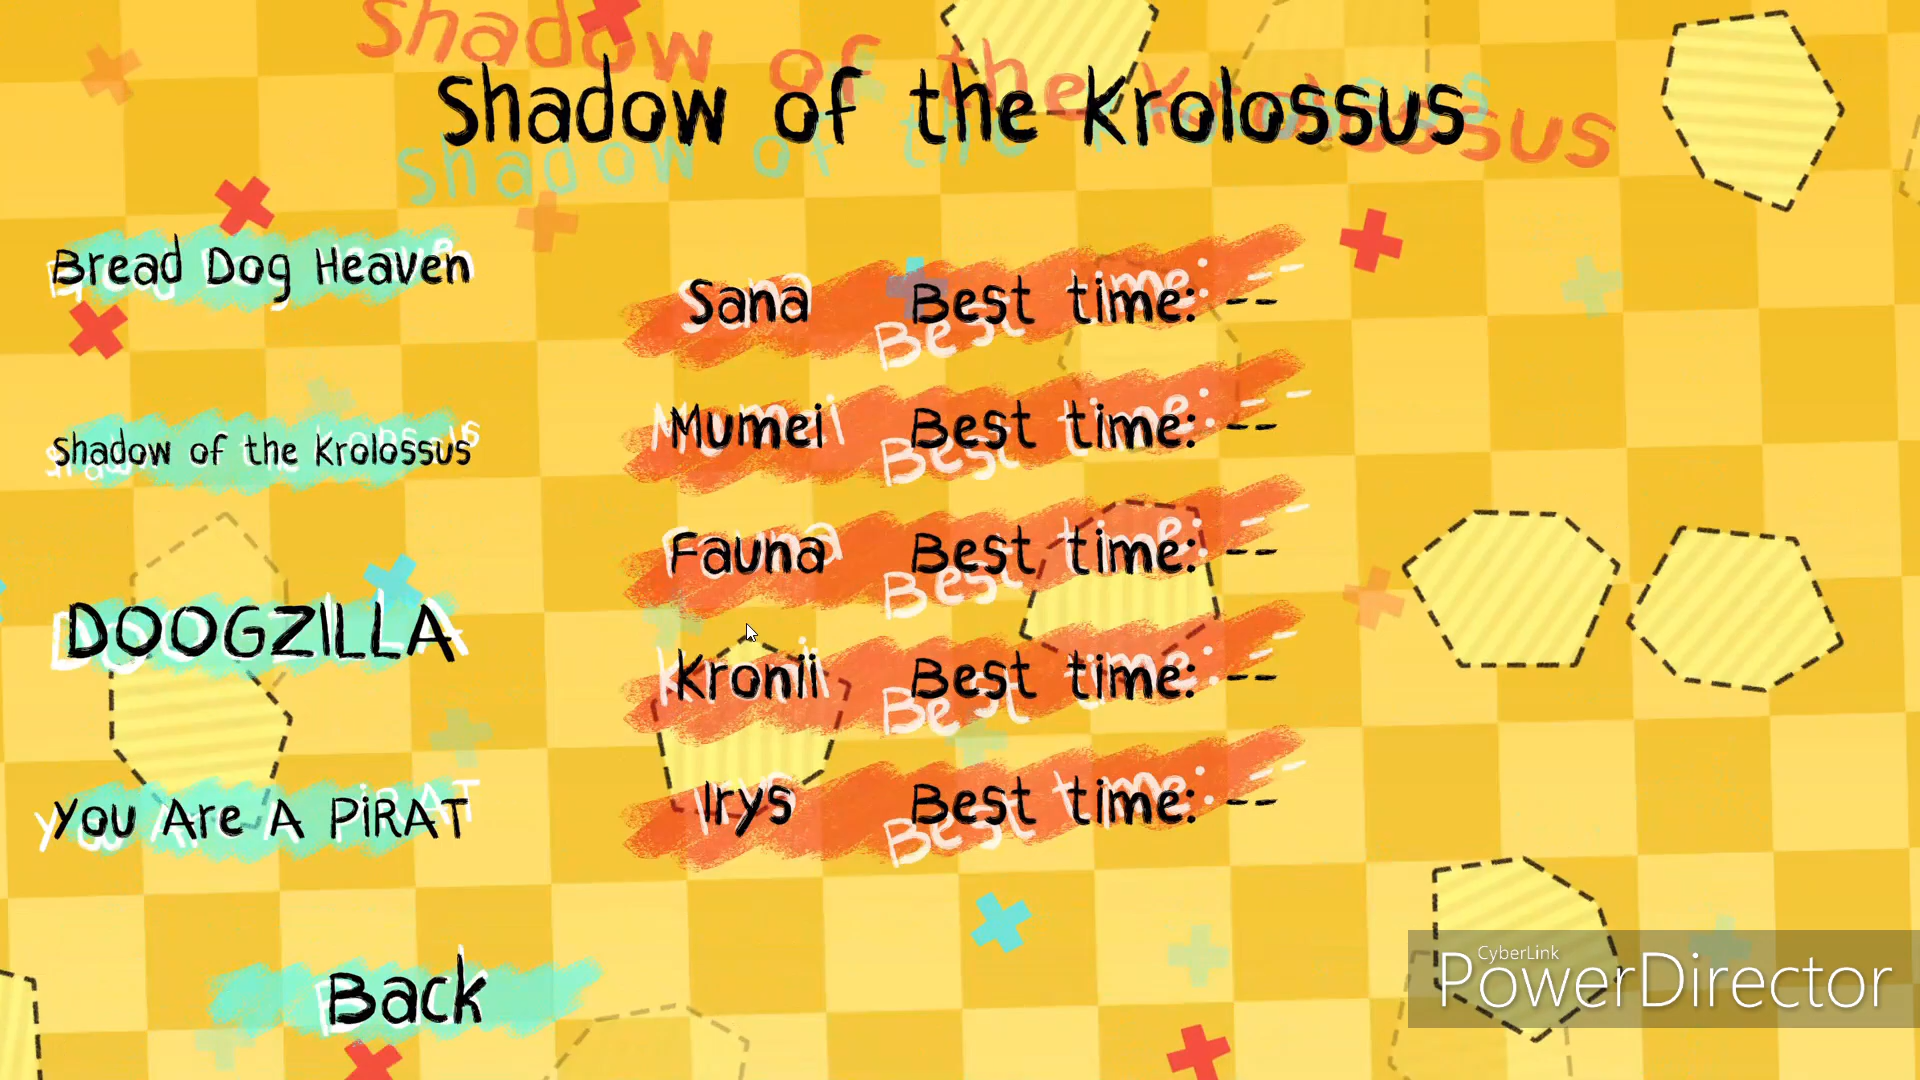 Shadow of the Krolossus
Bread Dog Heaven
Shadow of the Krolossus
DOOGZILLA
You Are A PiRAT
Back
Sana Best time: --
Mumei Best time: --
Fauna Best time: --
Kronii Best time: --
Irys Best time: --
CyberLink
PowerDirector